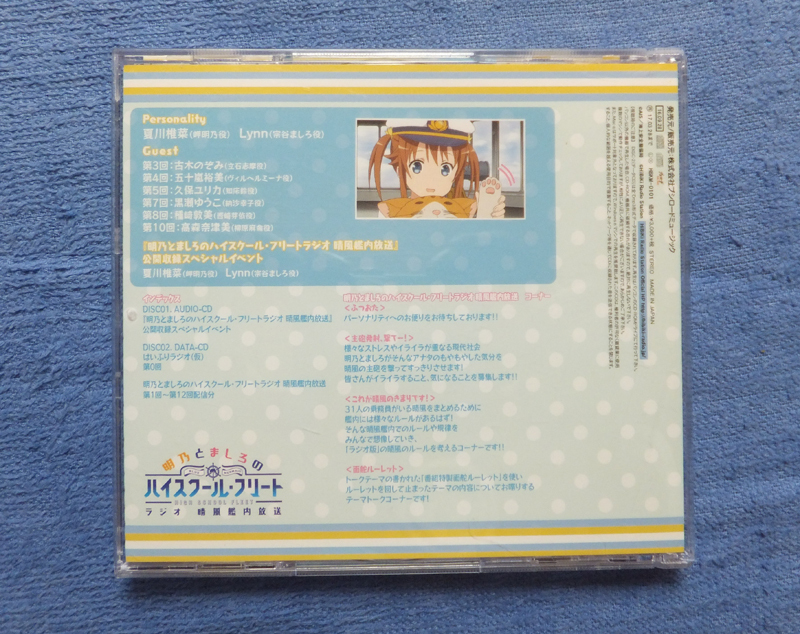 Personality
夏川椎菜(岬明乃役) Lynn(宗谷ましろ役)
Guest
第3回：古木のぞみ(立石志摩役)
第4回：五十嵐裕美(ヴィルヘルミーナ役)
第5回：久保ユリカ(知床鈴役)
第7回：黒瀬ゆうこ(納沙幸子役)
第8回：種崎敦美(西崎芽依役)
第10回：高森奈津美(柳原麻侖役)
『明乃とましろのハイスクール・フリートラジオ 晴風艦内放送』
公開収録スペシャルイベント
夏川椎菜(岬明乃役) Lynn(宗谷ましろ役)
インデックス
DISC01. AUDIO-CD
『明乃とましろのハイスクール・フリートラジオ 晴風艦内放送』
公開収録スペシャルイベント
DISC02. DATA-CD
はいふりラジオ(仮)
第0回
明乃とましろのハイスクール・フリートラジオ 晴風艦内放送
第1回〜第12回配信分
明乃とましろのハイスクール・フリートラジオ 晴風艦内放送 コーナー
＜ふつおた＞
パーソナリティへのお便りをお待ちしております!!
＜主砲発射、撃てー!＞
様々なストレスやイライラが重なる現代社会
明乃とましろがそんなアナタのもやもやした気分を
晴風の主砲を撃ってすっきりさせます!
皆さんがイライラすること、気になることを募集します!!
＜これが晴風のきまりです!＞
31人の乗組員がいる晴風をまとめるために
艦内には様々なルールがあるはず!
そんな晴風艦内でのルールや規律を
みんなで想像していき、
「ラジオ版」の晴風のルールを考えるコーナーです!!
＜面舵ルーレット＞
トークテーマの書かれた「番組特製面舵ルーレット」を使い
ルーレットを回して止まったテーマの内容についてお喋りする
テーマトークコーナーです!
明乃とましろの
ハイスクール・フリート
HIGH SCHOOL FLEET
ラジオ 晴風艦内放送
発売元/販売元：株式会社ブシロードミュージック
STEREO MADE IN JAPAN